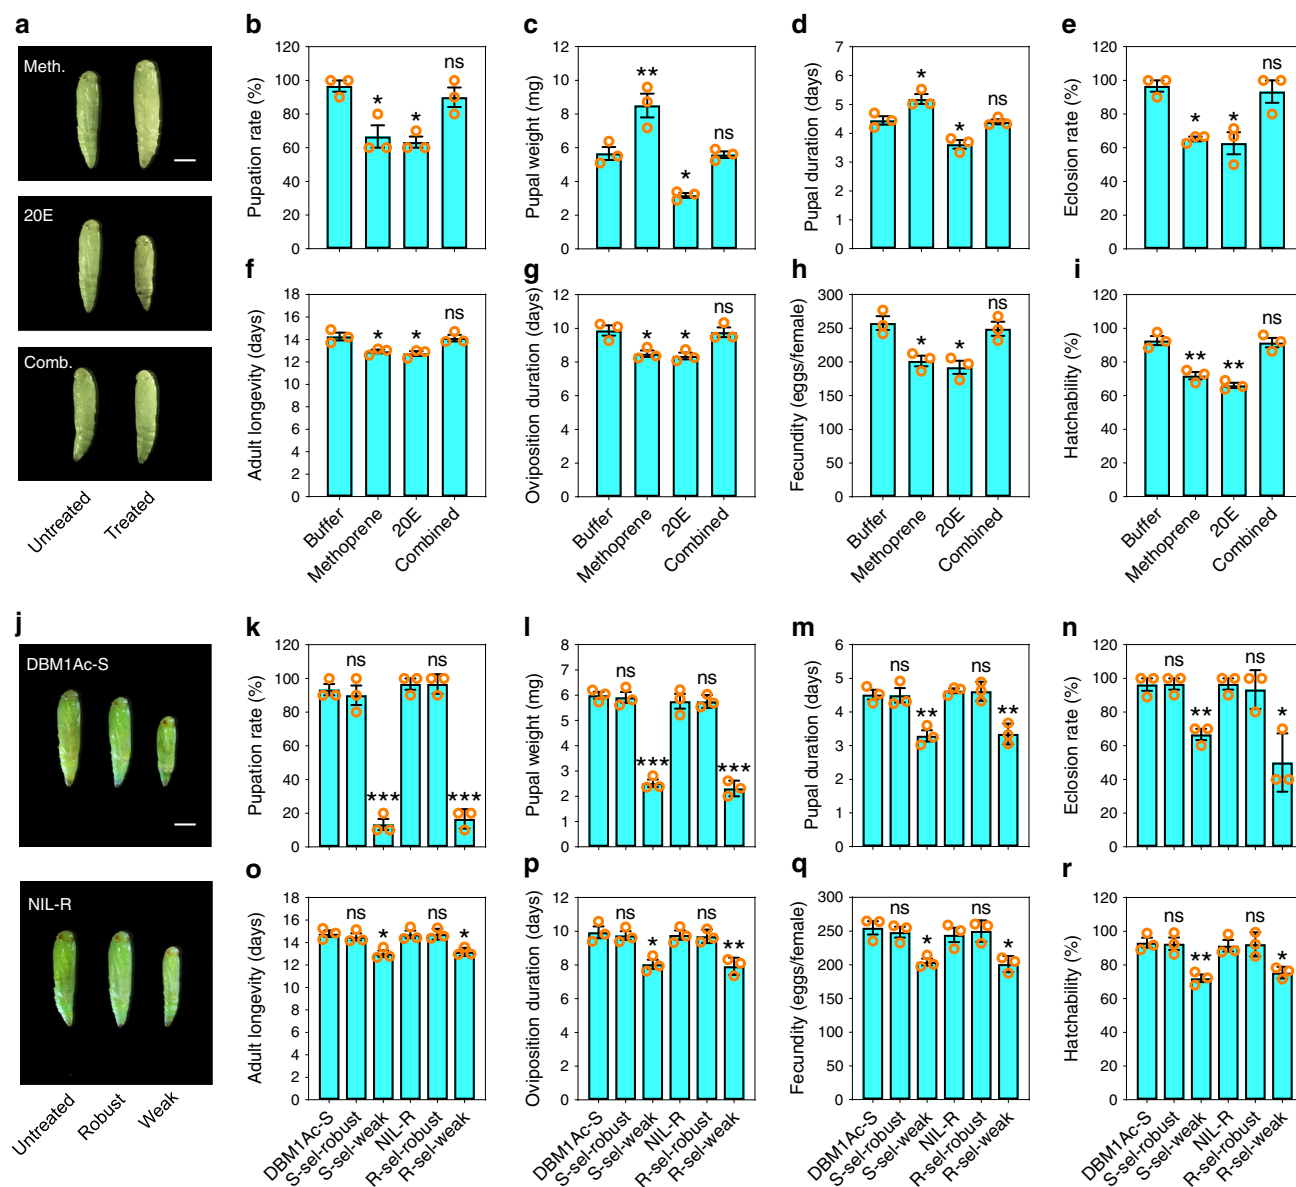 a
Meth.
20E
Comb.
Untreated
Treated
b
Pupation rate (%)
120
100
80
60
40
20
0
*
*
ns
c
Pupal weight (mg)
12
10
8
6
4
2
0
**
*
ns
d
Pupal duration (days)
7
6
5
4
3
2
1
0
*
*
ns
e
Eclosion rate (%)
120
100
80
60
40
20
0
*
*
ns
f
Adult longevity (days)
18
16
14
12
10
8
6
4
2
0
*
*
ns
Buffer
Methoprene
20E
Combined
g
Oviposition duration (days)
12
10
8
6
4
2
0
*
*
ns
Buffer
Methoprene
20E
Combined
h
Fecundity (eggs/female)
300
250
200
150
100
50
0
*
*
ns
Buffer
Methoprene
20E
Combined
i
Hatchability (%)
120
100
80
60
40
20
0
**
**
ns
Buffer
Methoprene
20E
Combined
j
DBM1Ac-S
NIL-R
Untreated
Robust
Weak
k
Pupation rate (%)
120
100
80
60
40
20
0
ns
***
ns
***
l
Pupal weight (mg)
8
7
6
5
4
3
2
1
0
ns
***
ns
***
m
Pupal duration (days)
6
5
4
3
2
1
0
ns
**
ns
**
n
Eclosion rate (%)
120
100
80
60
40
20
0
ns
**
ns
*
o
Adult longevity (days)
18
16
14
12
10
8
6
4
2
0
ns
*
ns
*
DBM1Ac-S
S-sel-robust
S-sel-weak
NIL-R
R-sel-robust
R-sel-weak
p
Oviposition duration (days)
12
10
8
6
4
2
0
ns
*
ns
**
DBM1Ac-S
S-sel-robust
S-sel-weak
NIL-R
R-sel-robust
R-sel-weak
q
Fecundity (eggs/female)
300
250
200
150
100
50
0
ns
*
ns
*
DBM1Ac-S
S-sel-robust
S-sel-weak
NIL-R
R-sel-robust
R-sel-weak
r
Hatchability (%)
120
100
80
60
40
20
0
ns
**
ns
*
DBM1Ac-S
S-sel-robust
S-sel-weak
NIL-R
R-sel-robust
R-sel-weak